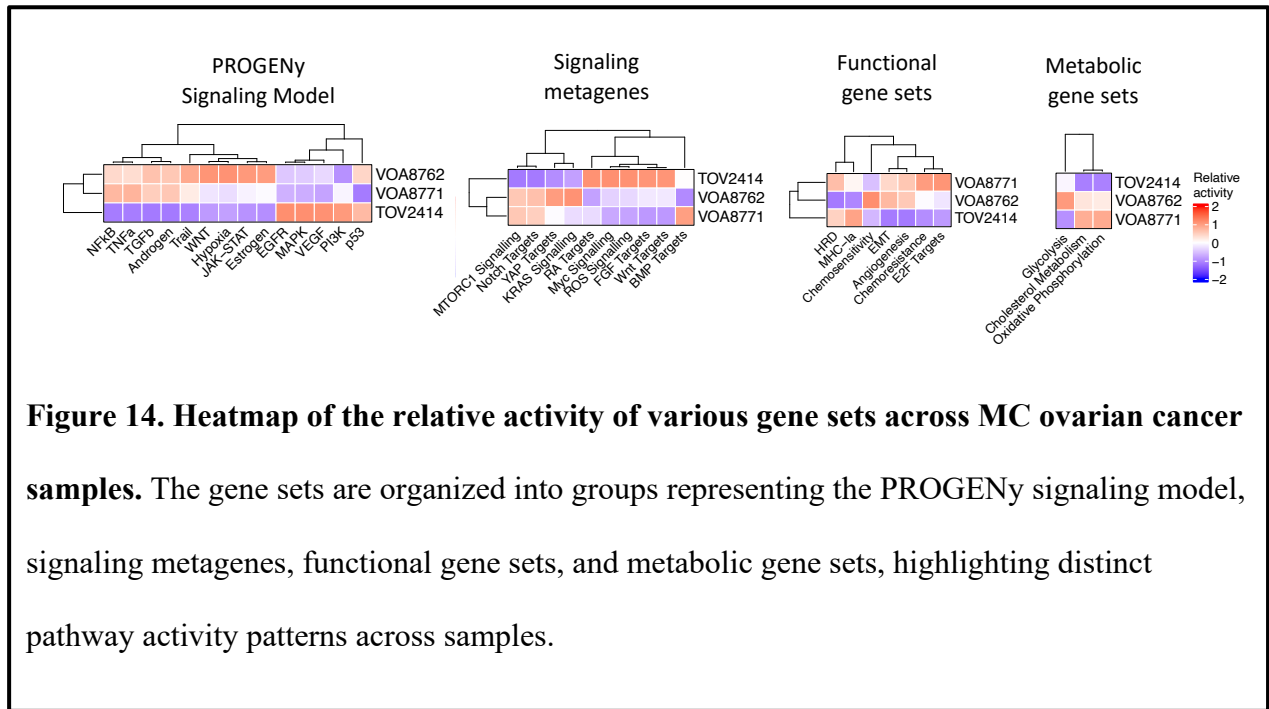 PROGENy
Signaling Model
Signaling
metagenes
Functional
gene sets
Metabolic
gene sets
VOA8762
VOA8771
TOV2414
NFkB
TNFa
TGFb
Androgen
Trail
WNT
Hypoxia
JAK-STAT
Estrogen
EGFR
MAPK
VEGF
PI3K
p53
TOV2414
VOA8762
VOA8771
MTORC1 Signalling
Notch Targets
YAP Targets
KRAS Signalling
RA Targets
Myc Signalling
ROS Signalling
FGF Targets
Wnt Targets
BMP Targets
VOA8771
VOA8762
TOV2414
HRD
MHC-Ia
Chemosensitivity
EMT
Angiogenesis
Chemoresistance
E2F Targets
TOV2414
VOA8762
VOA8771
Glycolysis
Cholesterol Metabolism
Oxidative Phosphorylation
Relative
activity
2
1
0
-1
-2
Figure 14. Heatmap of the relative activity of various gene sets across MC ovarian cancer
samples. The gene sets are organized into groups representing the PROGENy signaling model,
signaling metagenes, functional gene sets, and metabolic gene sets, highlighting distinct
pathway activity patterns across samples.